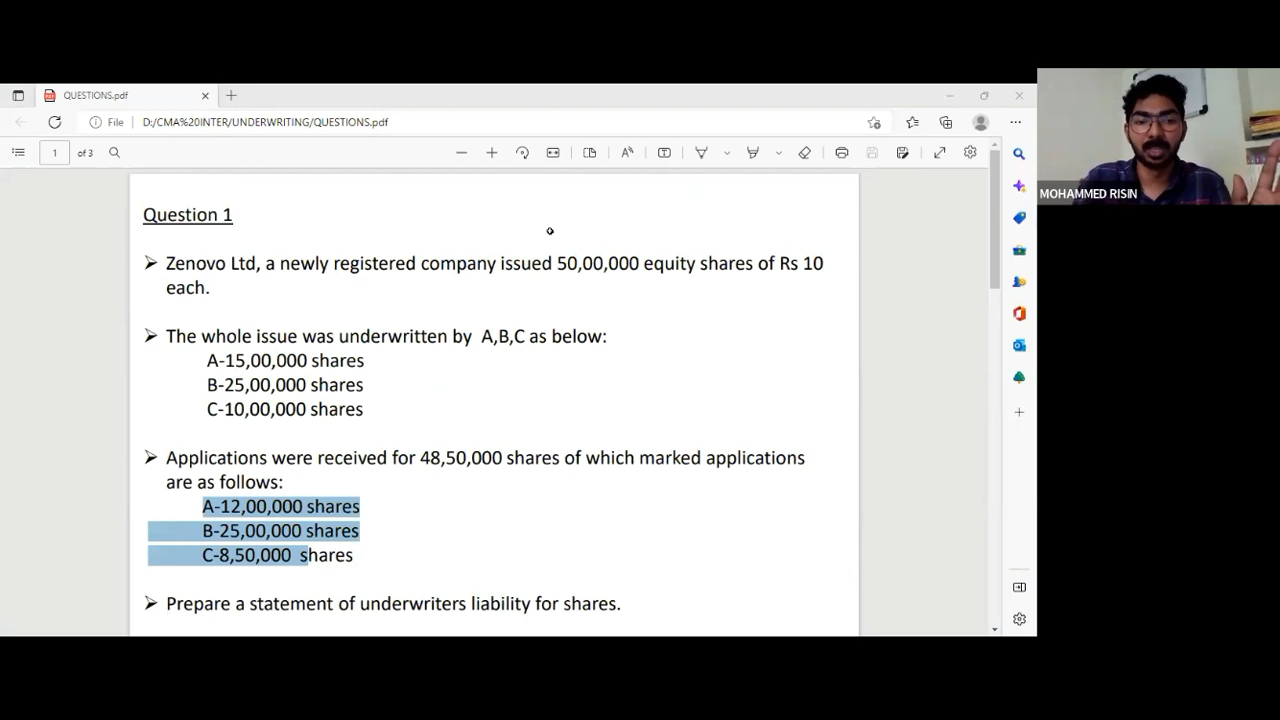 QUESTIONS.pdf
File D:/CMA%20INTER/UNDERWRITING/QUESTIONS.pdf
1 of 3
MOHAMMED RISIN
Question 1
Zenovo Ltd, a newly registered company issued 50,00,000 equity shares of Rs 10
each.
The whole issue was underwritten by A,B,C as below:
A-15,00,000 shares
B-25,00,000 shares
C-10,00,000 shares
Applications were received for 48,50,000 shares of which marked applications
are as follows:
A-12,00,000 shares
B-25,00,000 shares
C-8,50,000 shares
Prepare a statement of underwriters liability for shares.